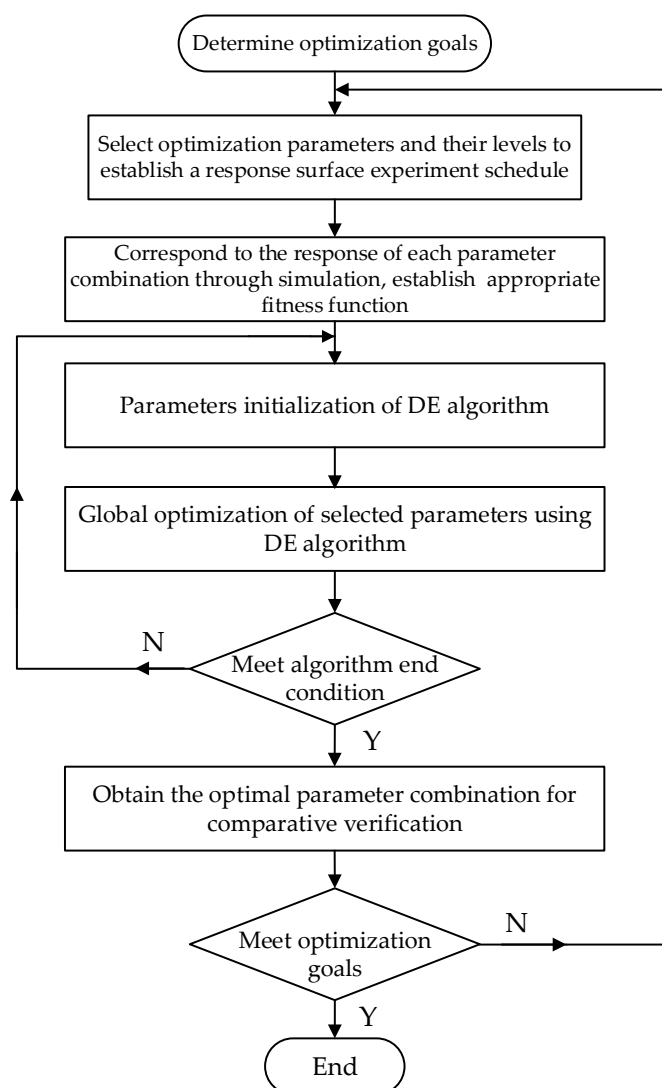 Determine optimization goals
Select optimization parameters and their levels to
establish a response surface experiment schedule
Correspond to the response of each parameter
combination through simulation, establish appropriate
fitness function
Parameters initialization of DE algorithm
Global optimization of selected parameters using
DE algorithm
N
Meet algorithm end
condition
Y
Obtain the optimal parameter combination for
comparative verification
N
Meet optimization
goals
Y
End